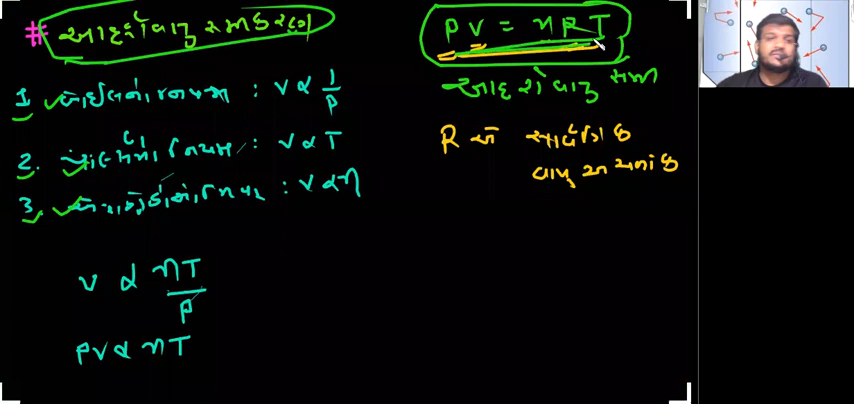 # આદર્શવાયુ સમીકરણ
1. બોઇલનો નિયમ : V ∝ 1/P
2. ચાર્લ્સનો નિયમ : V ∝ T
3. એવોગેડ્રોનો નિયમ : V ∝ n
V ∝ nT/P
PV ∝ nT
PV = nRT
આદર્શવાયુ સમી
R એ સાર્વત્રિક
વાયુ અચળાંક